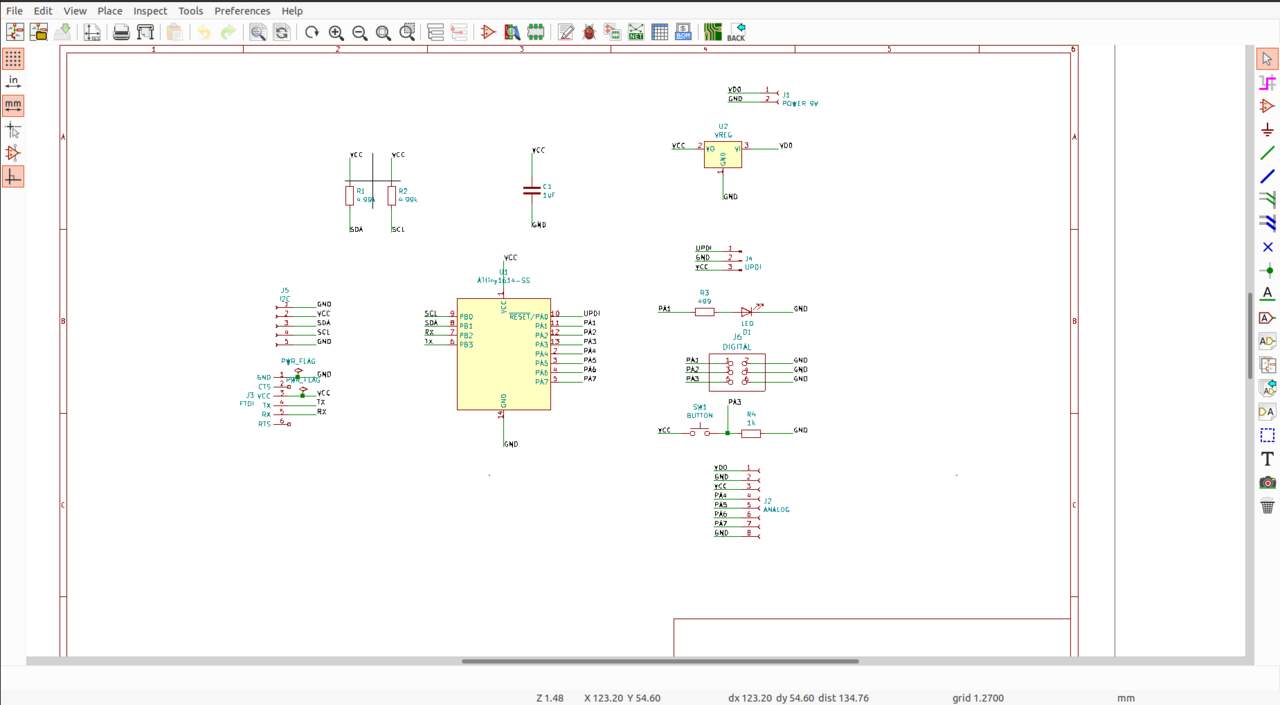 File Edit View Place Inspect Tools Preferences Help
BACK
in
mm
1 2 3 4 5 6
A A
B B
C C
VDD 1 J1
GND 2 POWER 9V
U2
VREG
VCC 2 VO VI 3 VDD
GND
1
GND
VCC VCC
R1 R2
4.99k 4.99k
SDA SCL
VCC
C1
1uF
GND
UPDI 1
GND 2 J4
VCC 3 UPDI
VCC
U1
ATtiny1614-SS
1
VCC
SCL 9 PB0 RESET/PA0 10 UPDI
SDA 8 PB1 PA1 11 PA1
RX 7 PB2 PA2 12 PA2
TX 6 PB3 PA3 13 PA3
PA4 2 PA4
PA5 3 PA5
PA6 4 PA6
PA7 5 PA7
GND
14
GND
J5
I2C
1 GND
2 VCC
3 SDA
4 SCL
5 GND
PWR_FLAG
GND 1 GND
CTS 2 PWR_FLAG
J3 VCC 3 VCC
FTDI TX 4 TX
RX 5 RX
RTS 6
R3
499
PA1 GND
LED
D1
J6
DIGITAL
PA1 1 2 GND
PA2 3 4 GND
PA3 5 6 GND
PA3
SW1 R4
BUTTON 1k
VCC GND
VDD 1
GND 2
VCC 3
PA4 4 J2
PA5 5 ANALOG
PA6 6
PA7 7
GND 8
Z 1.48 X 123.20 Y 54.60 dx 123.20 dy 54.60 dist 134.76 grid 1.2700 mm